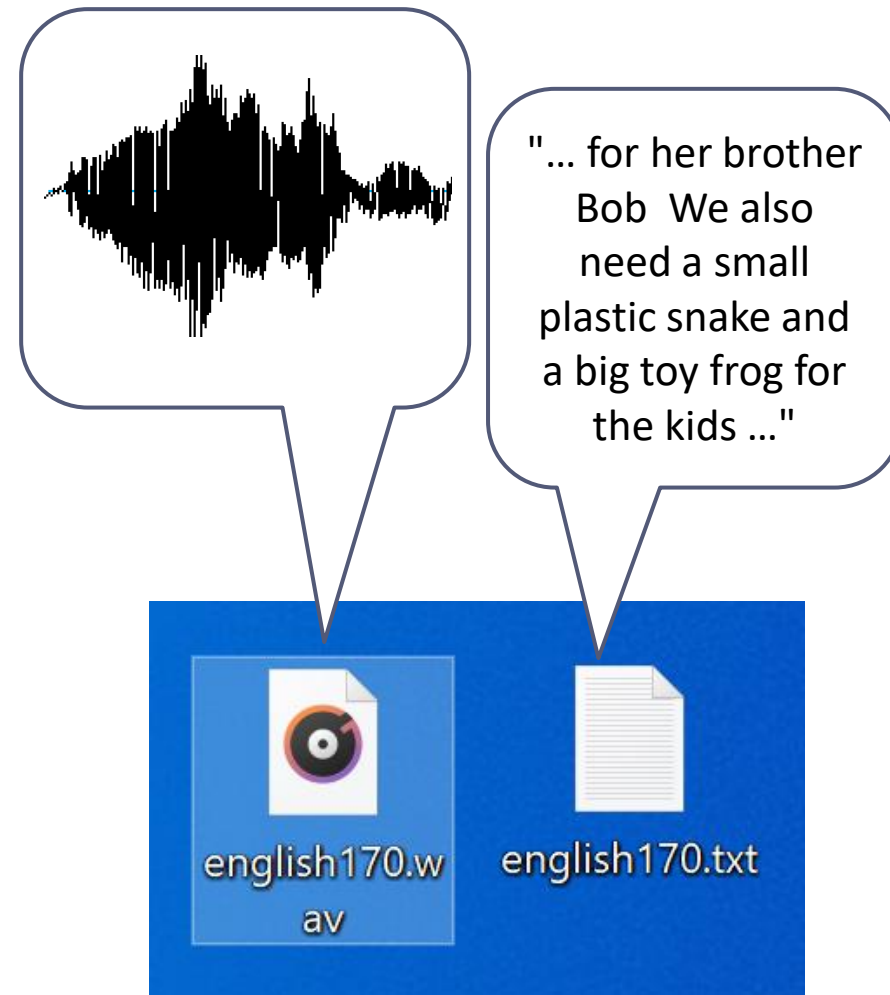 "… for her brother
Bob  We also
need a small
plastic snake and
a big toy frog for
the kids …"
english170.w
av
english170.txt